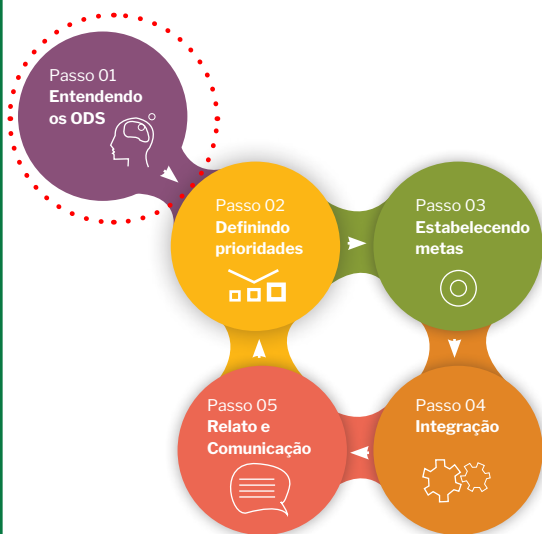 Passo 01
Entendendo
os ODS
Passo 02
Definindo
prioridades
Passo 03
Estabelecendo
metas
Passo 05
Relato e
Comunicação
Passo 04
Integração